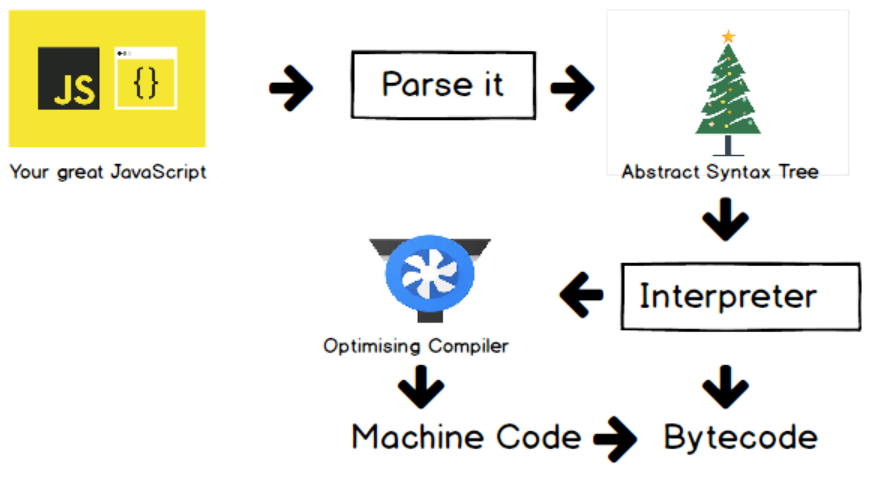 JS
{}
Parse it
Your great JavaScript
Abstract Syntax Tree
Interpreter
Optimising Compiler
Machine Code
Bytecode